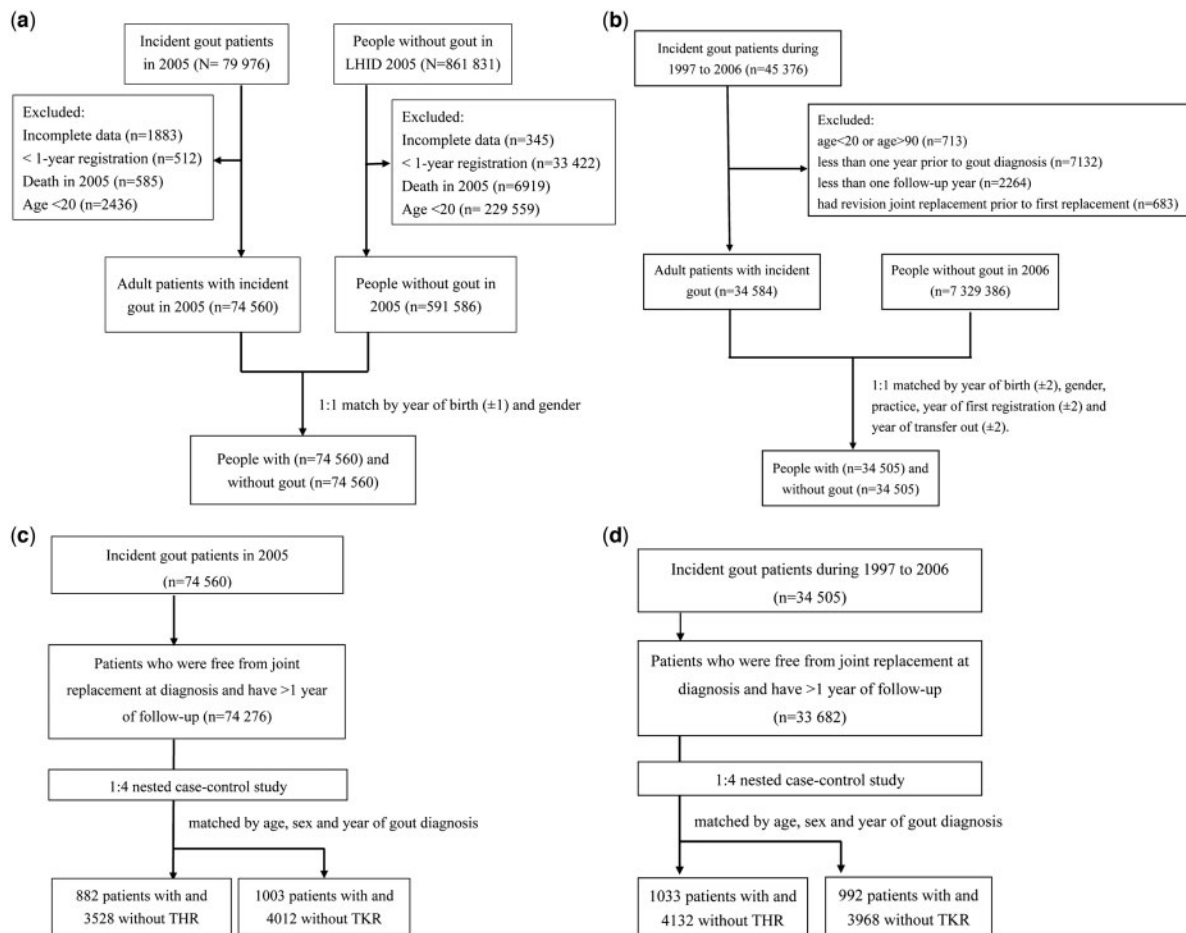 (a)
Incident gout patients
in 2005 (N= 79 976)
People without gout in
LHID 2005 (N=861 831)
Excluded:
Incomplete data (n=1883)
< 1-year registration (n=512)
Death in 2005 (n=585)
Age <20 (n=2436)
Excluded:
Incomplete data (n=345)
< 1-year registration (n=33 422)
Death in 2005 (n=6919)
Age <20 (n= 229 559)
Adult patients with incident
gout in 2005 (n=74 560)
People without gout in
2005 (n=591 586)
1:1 match by year of birth (±1) and gender
People with (n=74 560) and
without gout (n=74 560)
(b)
Incident gout patients during
1997 to 2006 (n=45 376)
Excluded:
age<20 or age>90 (n=713)
less than one year prior to gout diagnosis (n=7132)
less than one follow-up year (n=2264)
had revision joint replacement prior to first replacement (n=683)
Adult patients with incident
gout (n=34 584)
People without gout in 2006
(n=7 329 386)
1:1 matched by year of birth (±2), gender,
practice, year of first registration (±2) and
year of transfer out (±2).
People with (n=34 505) and
without gout (n=34 505)
(c)
Incident gout patients in 2005
(n=74 560)
Patients who were free from joint
replacement at diagnosis and have >1 year
of follow-up (n=74 276)
1:4 nested case-control study
matched by age, sex and year of gout diagnosis
882 patients with and
3528 without THR
1003 patients with and
4012 without TKR
(d)
Incident gout patients during 1997 to 2006
(n=34 505)
Patients who were free from joint replacement at
diagnosis and have >1 year of follow-up
(n=33 682)
1:4 nested case-control study
matched by age, sex and year of gout diagnosis
1033 patients with and
4132 without THR
992 patients with and
3968 without TKR